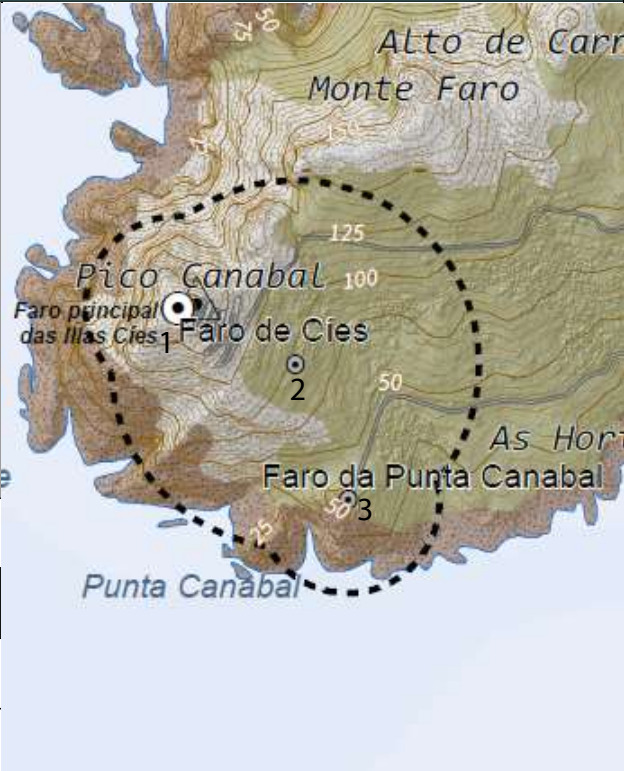 50
75
Alto de Carr
Monte Faro
150
125
Pico Canabal
100
Faro principal
das Illas Cíes
1
Faro de Cíes
2
50
As Hort
Faro da Punta Canabal
50
3
25
e
Punta Canabal